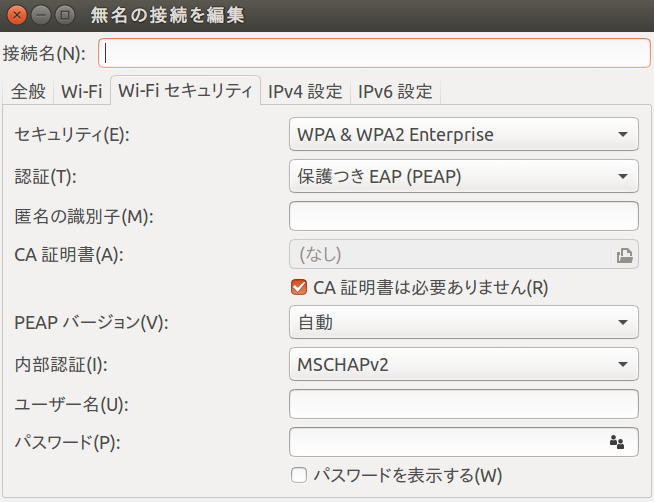 無名の接続を編集
接続名(N):
全般 Wi-Fi Wi-Fi セキュリティ IPv4 設定 IPv6 設定
セキュリティ(E): WPA & WPA2 Enterprise
認証(T): 保護つき EAP (PEAP)
匿名の識別子(M):
CA 証明書(A): (なし)
CA 証明書は必要ありません(R)
PEAP バージョン(V): 自動
内部認証(I): MSCHAPv2
ユーザー名(U):
パスワード(P):
パスワードを表示する(W)